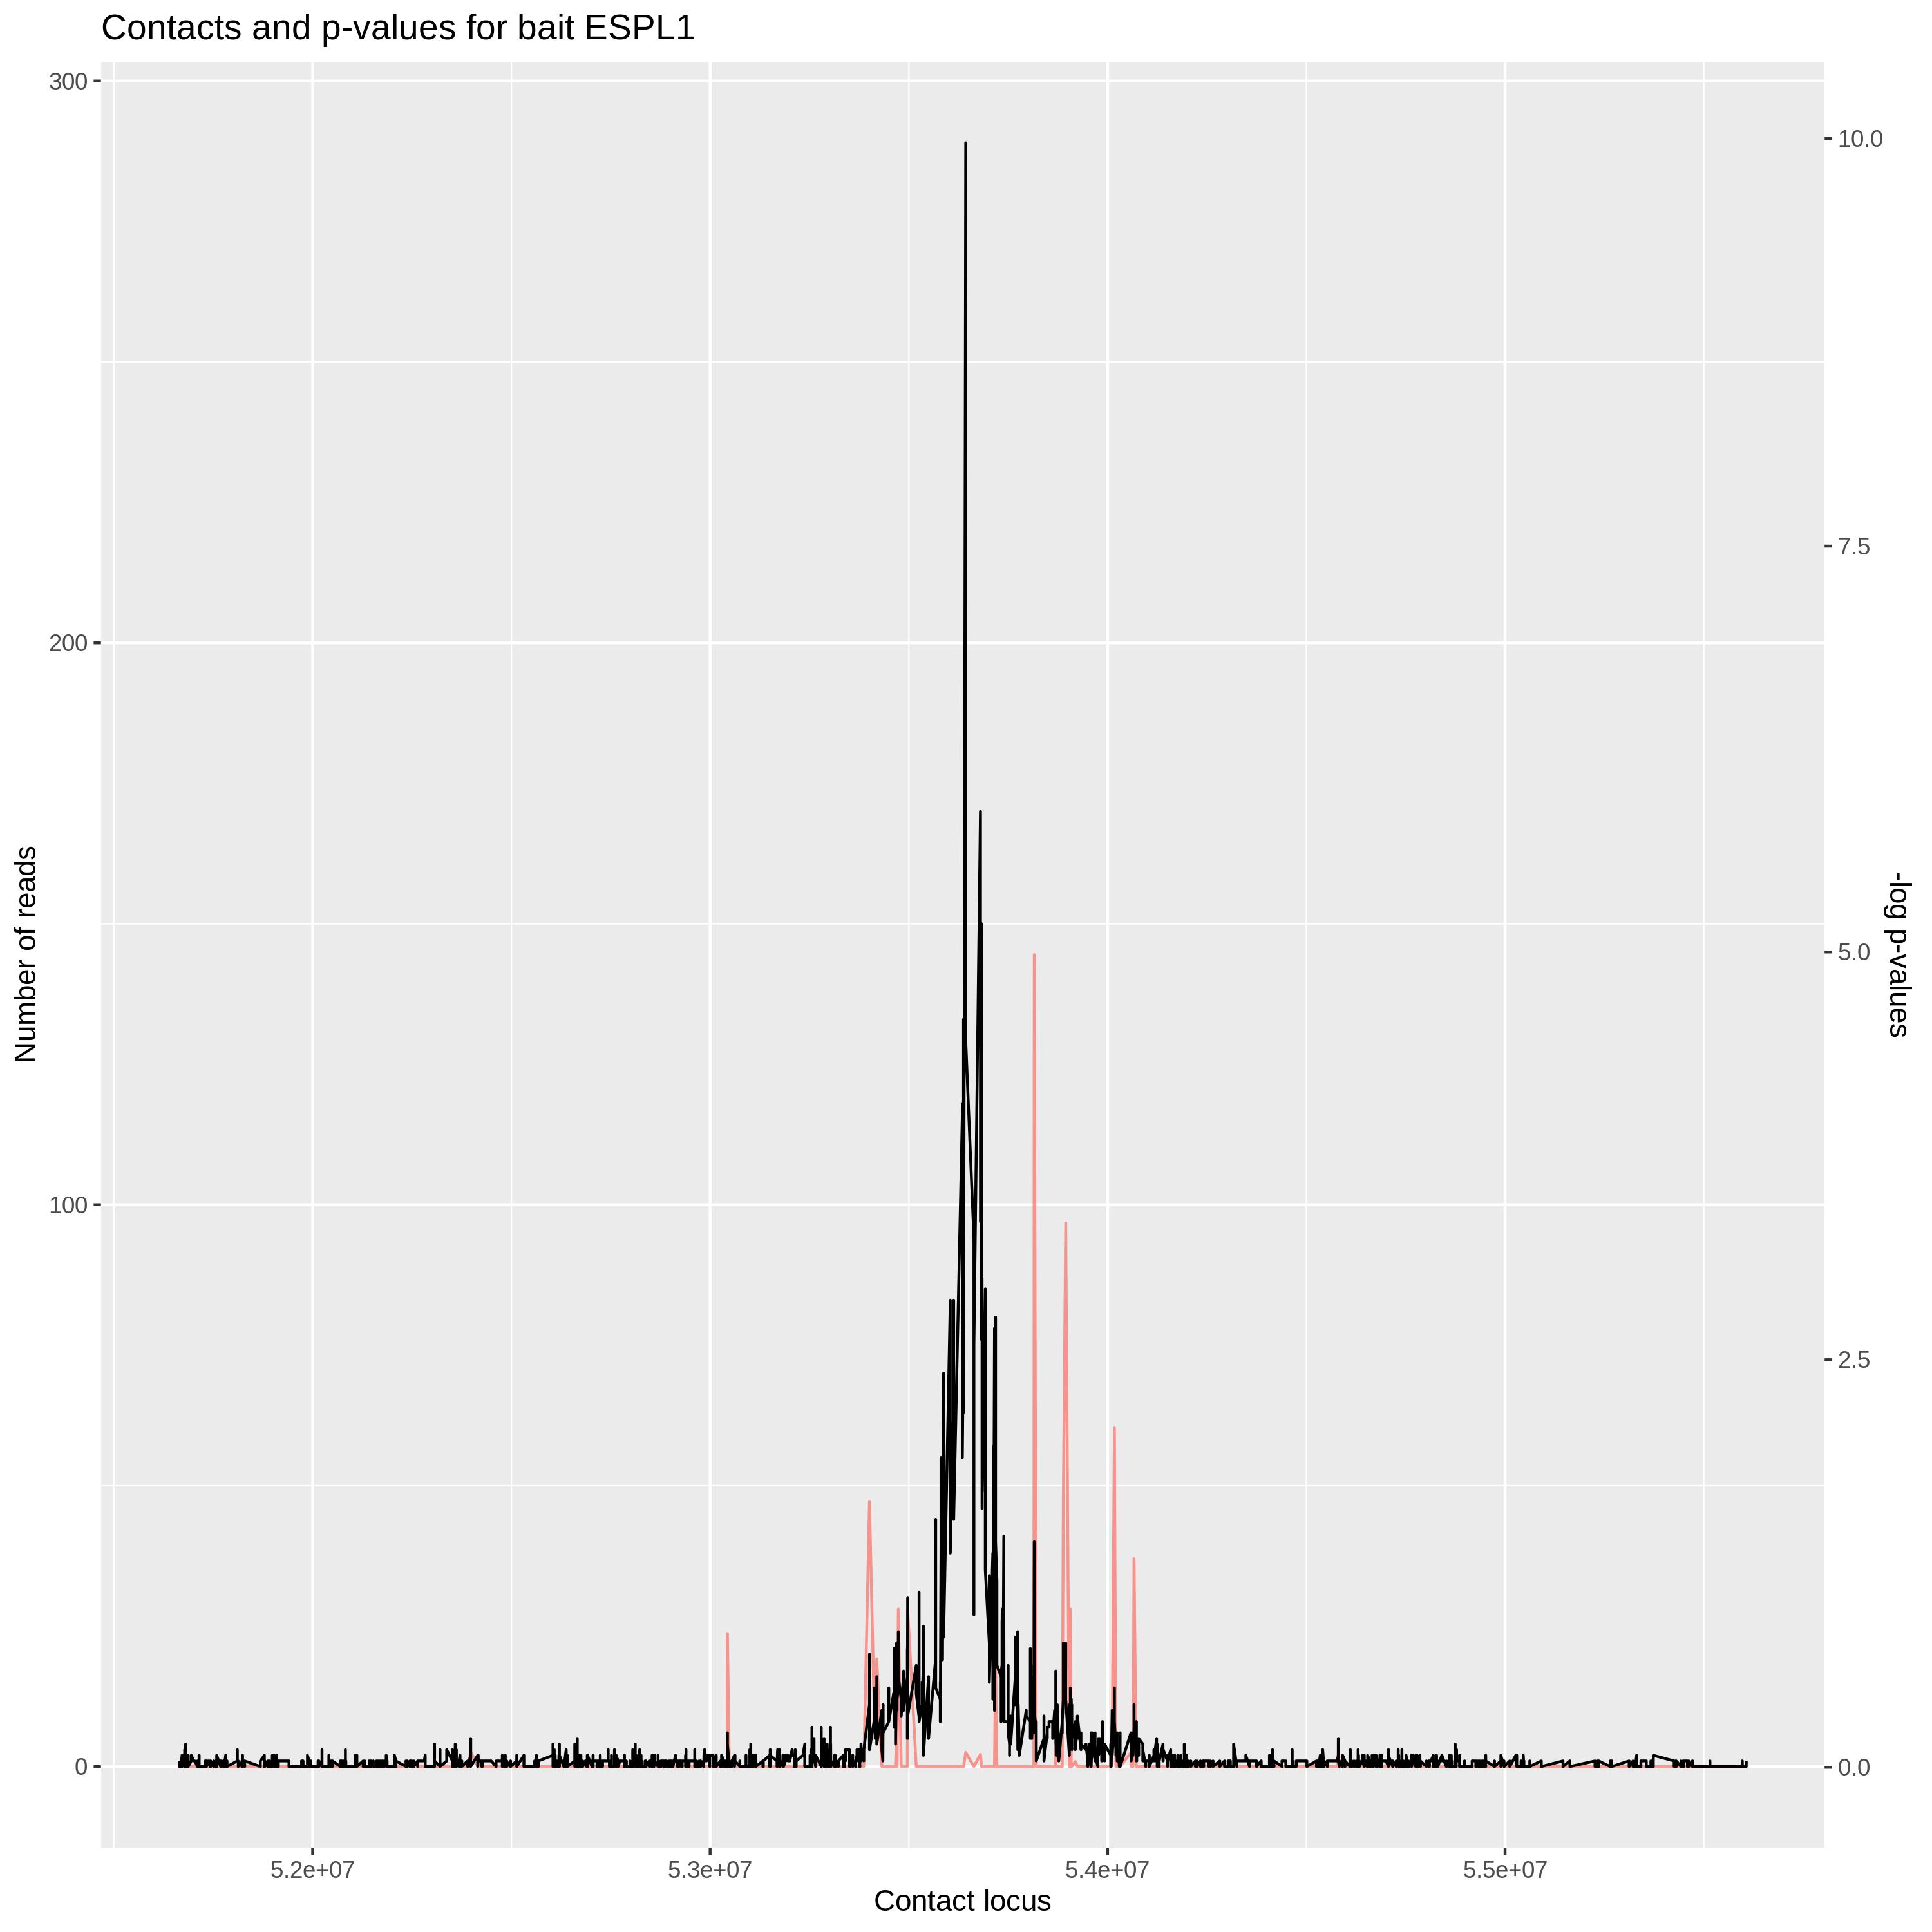 Contacts and p-values for bait ESPL1
300
200
100
0
Number of reads
10.0
7.5
5.0
2.5
0.0
-log p-values
5.2e+07
5.3e+07
5.4e+07
5.5e+07
Contact locus